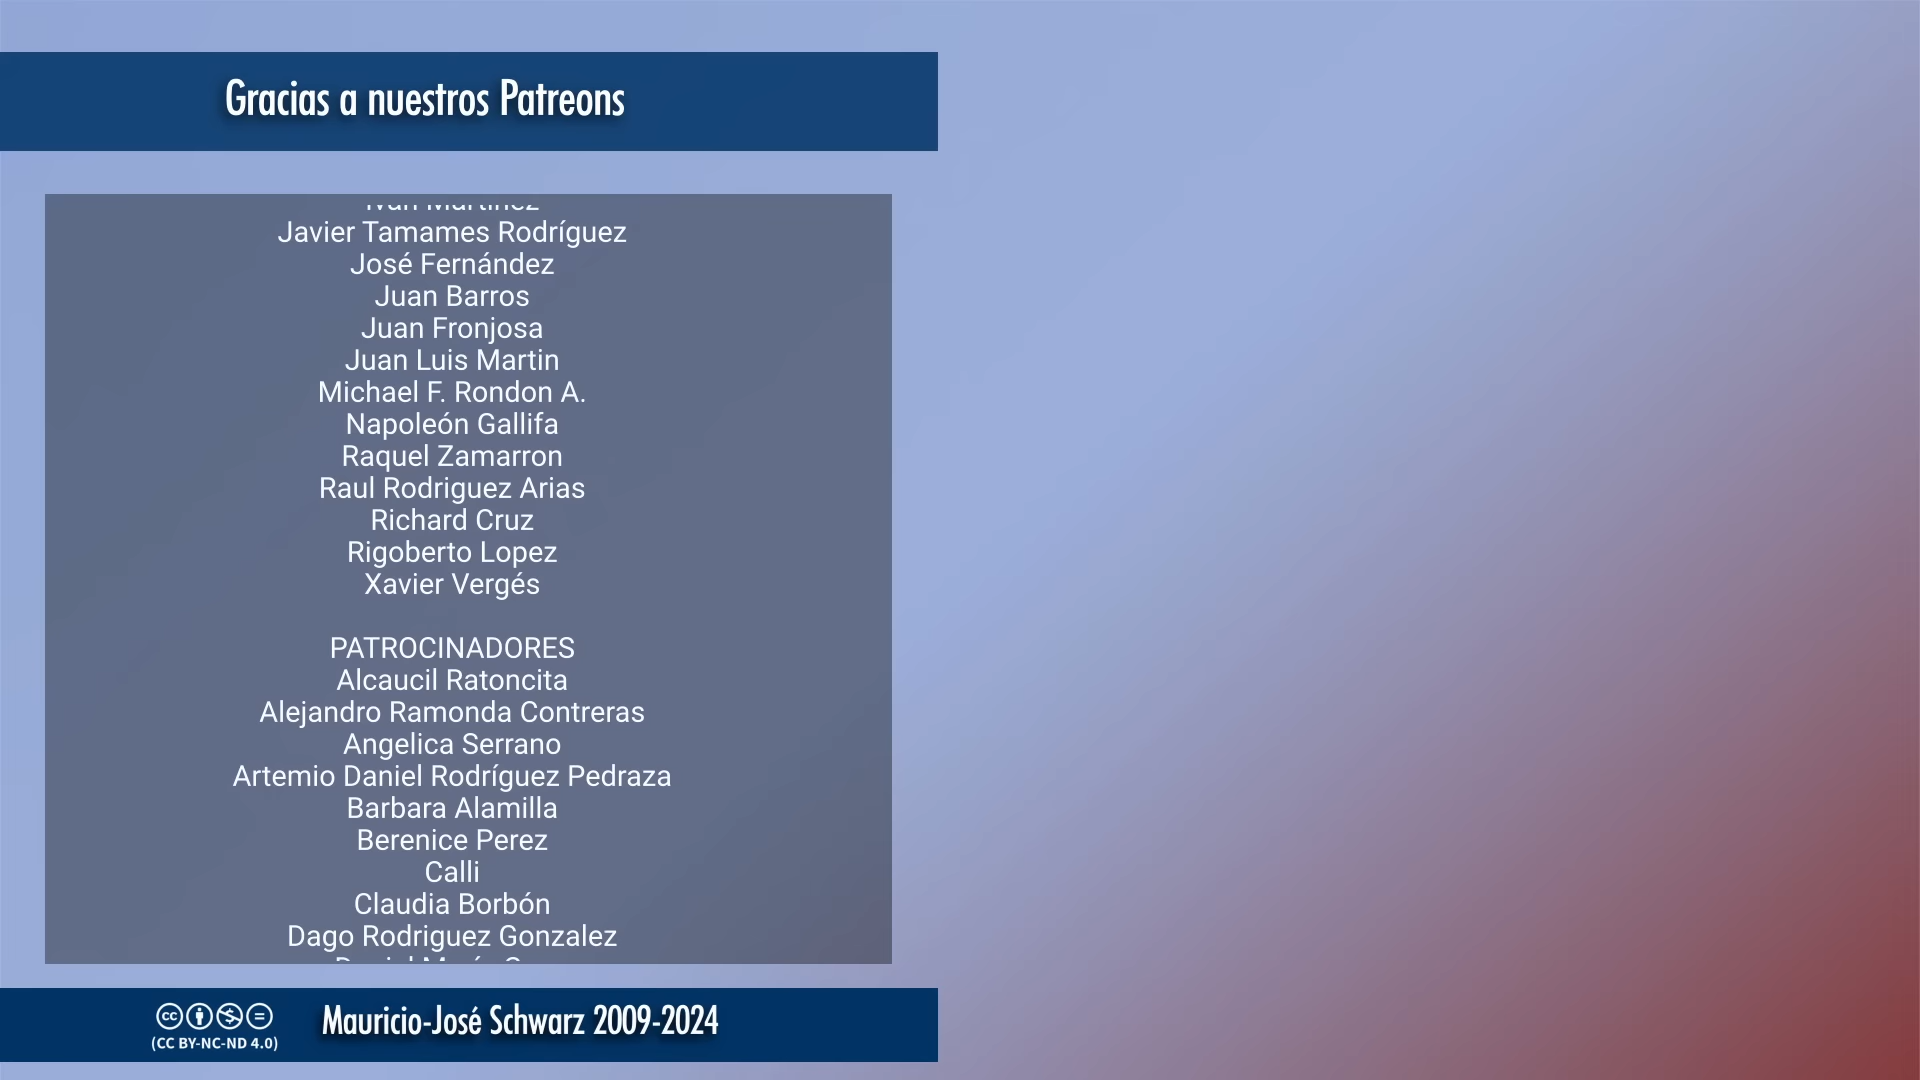 Gracias a nuestros Patreons
Javier Tamames Rodríguez
José Fernández
Juan Barros
Juan Fronjosa
Juan Luis Martin
Michael F. Rondon A.
Napoleón Gallifa
Raquel Zamarron
Raul Rodriguez Arias
Richard Cruz
Rigoberto Lopez
Xavier Vergés
PATROCINADORES
Alcaucil Ratoncita
Alejandro Ramonda Contreras
Angelica Serrano
Artemio Daniel Rodríguez Pedraza
Barbara Alamilla
Berenice Perez
Calli
Claudia Borbón
Dago Rodriguez Gonzalez
(CC BY-NC-ND 4.0)
Mauricio-José Schwarz 2009-2024